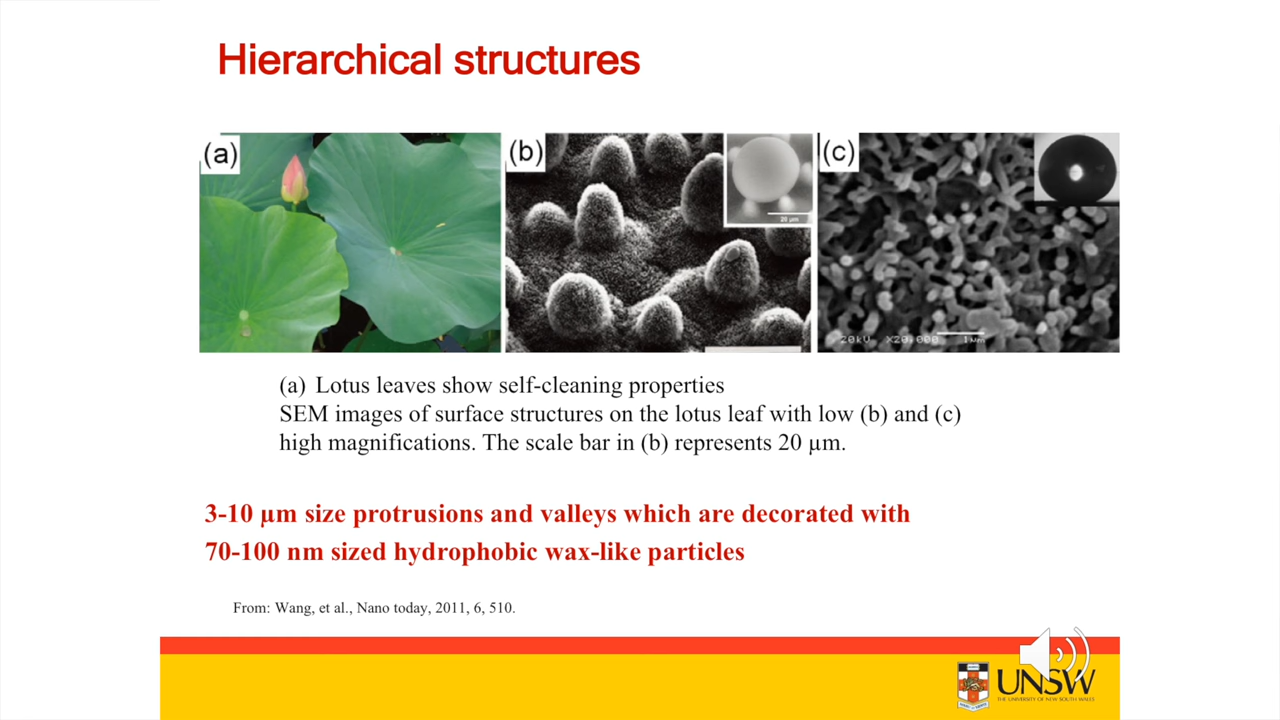 Hierarchical structures
(a)
(b)
20 µm
(c)
20kU X20.000 1µm
(a) Lotus leaves show self-cleaning properties
SEM images of surface structures on the lotus leaf with low (b) and (c)
high magnifications. The scale bar in (b) represents 20 µm.
3-10 µm size protrusions and valleys which are decorated with
70-100 nm sized hydrophobic wax-like particles
From: Wang, et al., Nano today, 2011, 6, 510.
UNSW
THE UNIVERSITY OF NEW SOUTH WALES